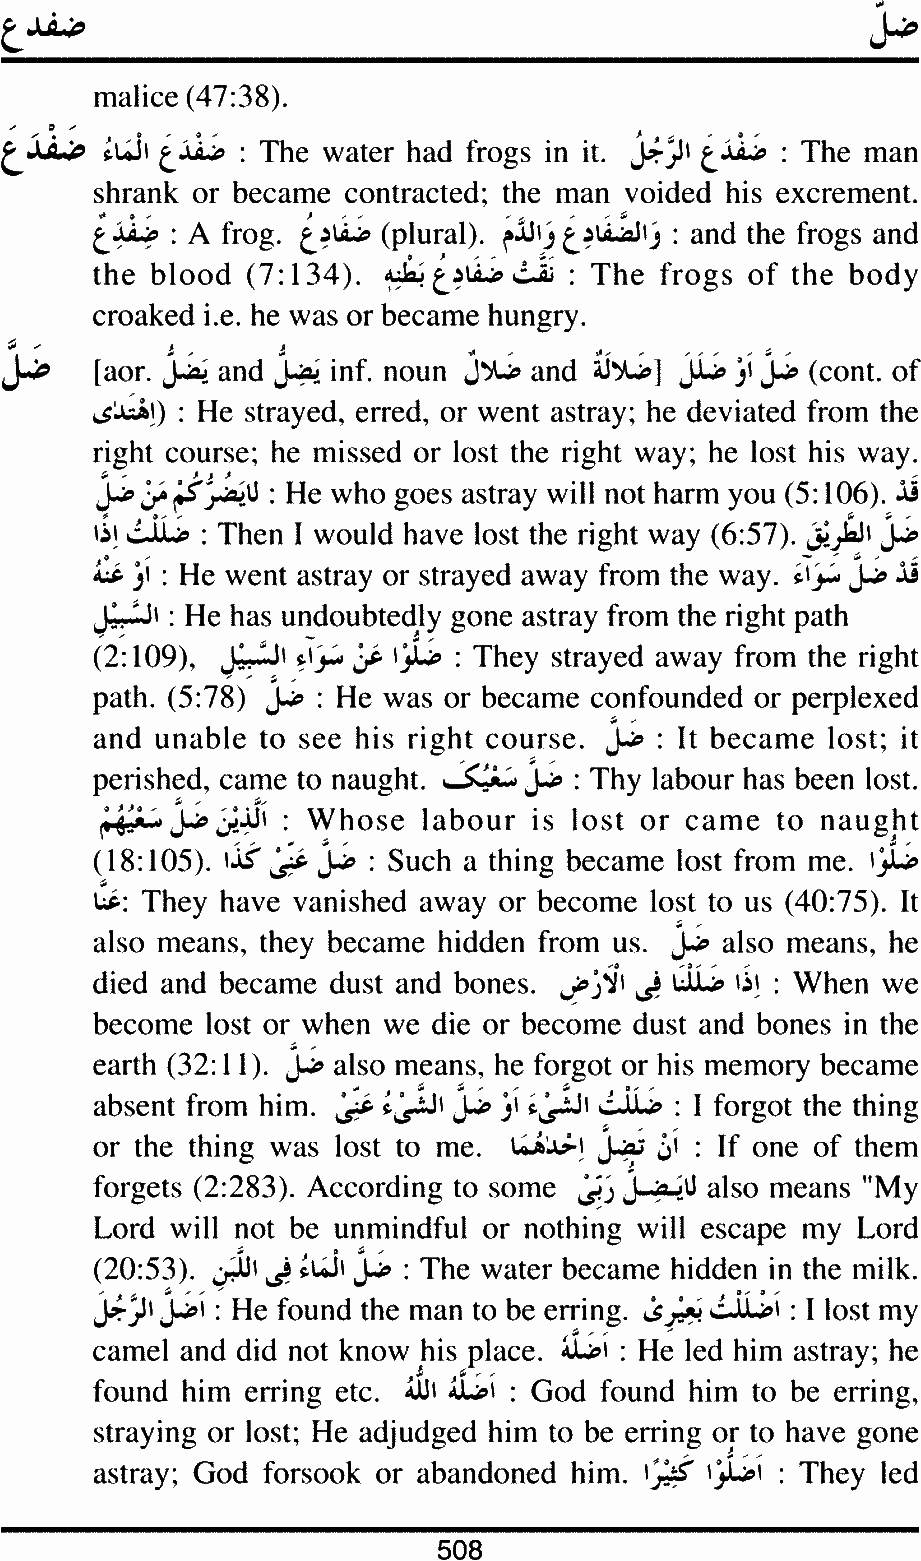 ضفدع ضلّ
malice (47:38).
ضَفْدَعَ ضَفْدَعَ الْمَاءُ : The water had frogs in it. ضَفْدَعَ الرَّجُلُ : The man
shrank or became contracted; the man voided his excrement.
ضِفْدِعٌ : A frog. ضَفَادِعُ (plural). وَالضَّفَادِعَ وَالدَّمَ : and the frogs and
the blood (7:134). نَقَّتْ ضَفَادِعُ بَطْنِهٖ : The frogs of the body
croaked i.e. he was or became hungry.
ضَلَّ [aor. يَضَلُّ and يَضِلُّ inf. noun ضَلَالٌ and ضَلَالَةٌ] ضَلَّ اَوْ ضَلَلَ (cont. of
اِهْتَدٰى) : He strayed, erred, or went astray; he deviated from the
right course; he missed or lost the right way; he lost his way.
لَايَضُرُّكُمْ مَنْ ضَلَّ : He who goes astray will not harm you (5:106). قَدْ
ضَلَلْتُ اِذًا : Then I would have lost the right way (6:57). ضَلَّ الطَّرِيْقَ
اَوْ عَنْهُ : He went astray or strayed away from the way. قَدْ ضَلَّ سَوَآءَ
السَّبِيْلِ : He has undoubtedly gone astray from the right path
(2:109), ضَلُّوْا عَنْ سَوَآءِ السَّبِيْلِ : They strayed away from the right
path. (5:78) ضَلَّ : He was or became confounded or perplexed
and unable to see his right course. ضَلَّ : It became lost; it
perished, came to naught. ضَلَّ سَعْيُكَ : Thy labour has been lost.
اَلَّذِيْنَ ضَلَّ سَعْيُهُمْ : Whose labour is lost or came to naught
(18:105). ضَلَّ عَنِّىْ كَذَا : Such a thing became lost from me. ضَلُّوْا
عَنَّا: They have vanished away or become lost to us (40:75). It
also means, they became hidden from us. ضَلَّ also means, he
died and became dust and bones. اِذَا ضَلَلْنَا فِى الْاَرْضِ : When we
become lost or when we die or become dust and bones in the
earth (32:11). ضَلَّ also means, he forgot or his memory became
absent from him. ضَلَلْتُ الشَّىْءَ اَوْ ضَلَّ الشَّىْءُ عَنِّىْ : I forgot the thing
or the thing was lost to me. اَنْ تَضِلَّ اِحْدٰهُمَا : If one of them
forgets (2:283). According to some لَايَضِلُّ رَبِّىْ also means "My
Lord will not be unmindful or nothing will escape my Lord
(20:53). ضَلَّ الْمَاءُ فِى اللَّبَنِ : The water became hidden in the milk.
اَضَلَّ الرَّجُلَ : He found the man to be erring. اَضْلَلْتُ بَعِيْرِىْ : I lost my
camel and did not know his place. اَضَلَّهٗ : He led him astray; he
found him erring etc. اَضَلَّهُ اللّٰهُ : God found him to be erring,
straying or lost; He adjudged him to be erring or to have gone
astray; God forsook or abandoned him. اَضَلُّوْا كَثِيْرًا : They led
508